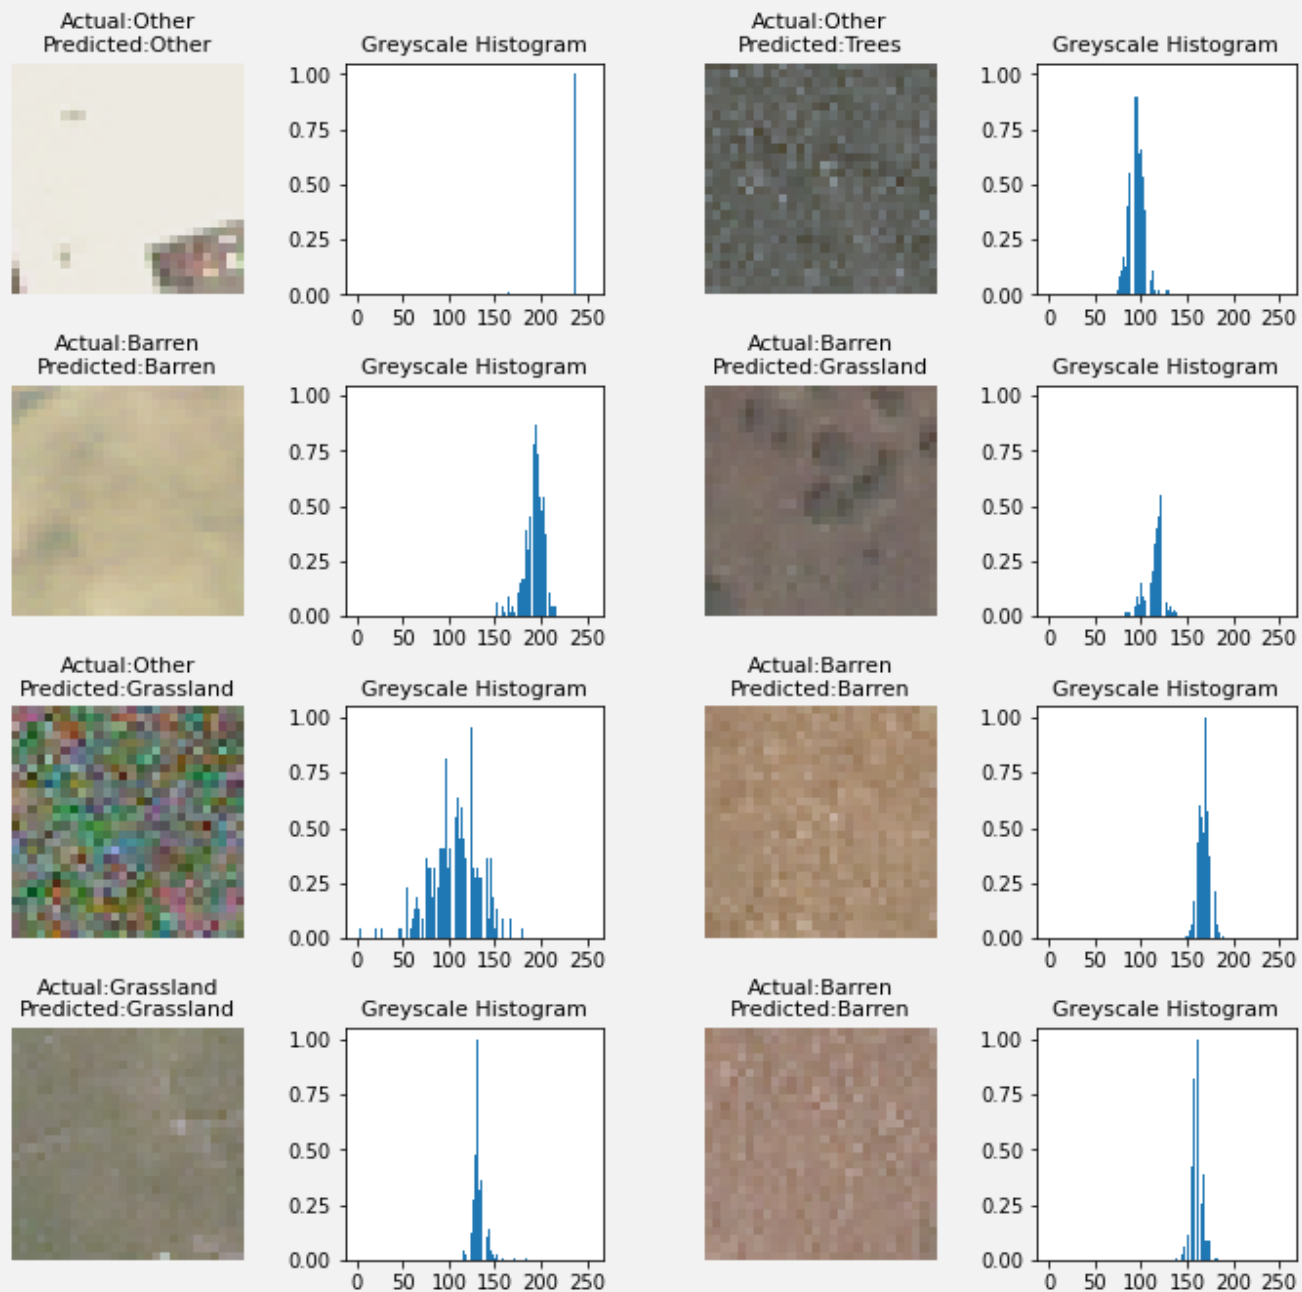 Actual:Other
Predicted:Other
Greyscale Histogram
1.00
0.75
0.50
0.25
0.00
0 50 100 150 200 250
Actual:Other
Predicted:Trees
Greyscale Histogram
1.00
0.75
0.50
0.25
0.00
0 50 100 150 200 250
Actual:Barren
Predicted:Barren
Greyscale Histogram
1.00
0.75
0.50
0.25
0.00
0 50 100 150 200 250
Actual:Barren
Predicted:Grassland
Greyscale Histogram
1.00
0.75
0.50
0.25
0.00
0 50 100 150 200 250
Actual:Other
Predicted:Grassland
Greyscale Histogram
1.00
0.75
0.50
0.25
0.00
0 50 100 150 200 250
Actual:Barren
Predicted:Barren
Greyscale Histogram
1.00
0.75
0.50
0.25
0.00
0 50 100 150 200 250
Actual:Grassland
Predicted:Grassland
Greyscale Histogram
1.00
0.75
0.50
0.25
0.00
0 50 100 150 200 250
Actual:Barren
Predicted:Barren
Greyscale Histogram
1.00
0.75
0.50
0.25
0.00
0 50 100 150 200 250